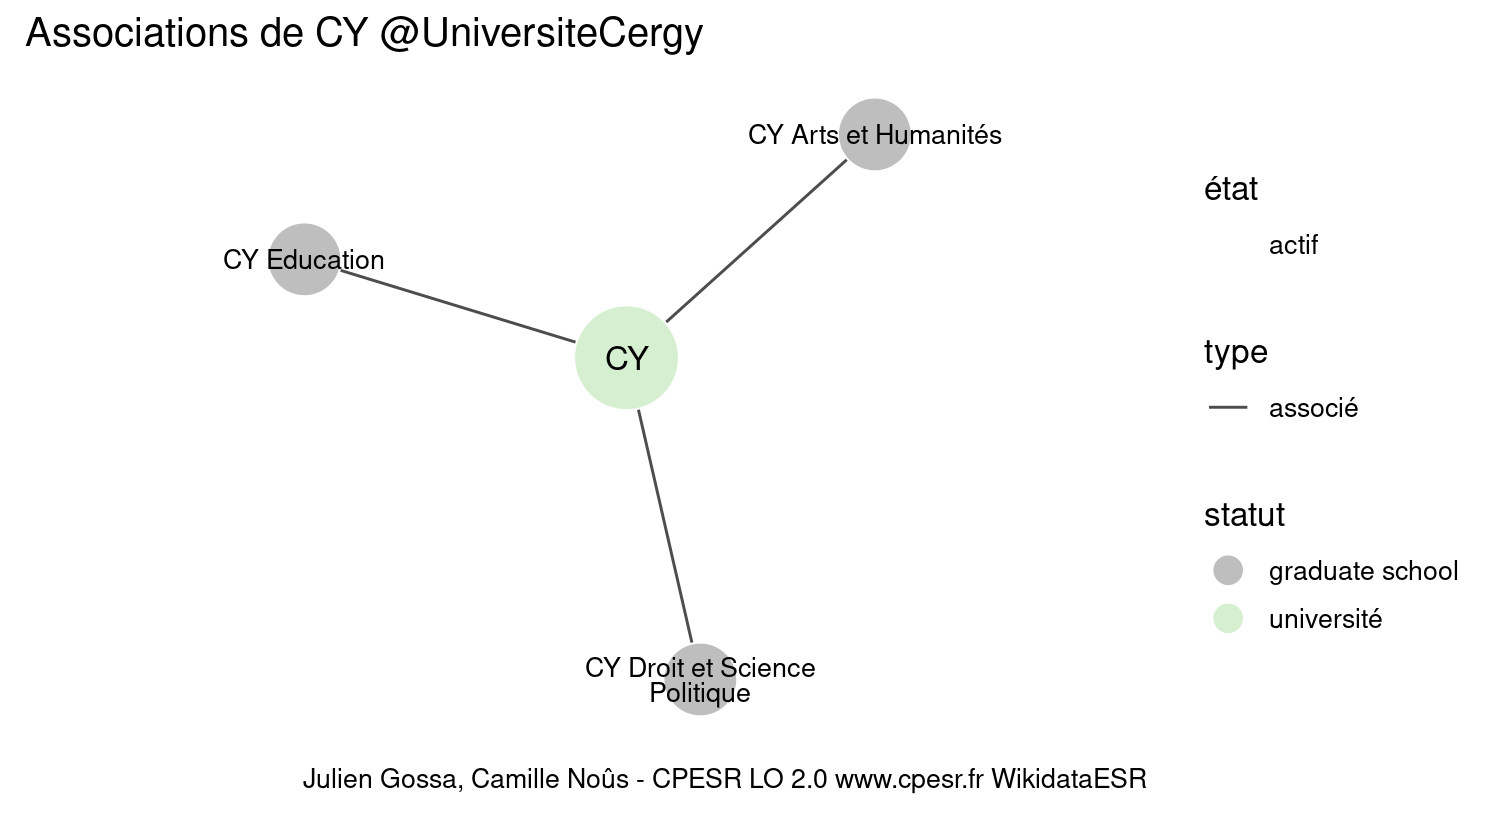 Associations de CY @UniversiteCergy
CY Arts et Humanités
CY Education
CY
CY Droit et Science
Politique
état
actif
type
associé
statut
graduate school
université
Julien Gossa, Camille Noûs - CPESR LO 2.0 www.cpesr.fr WikidataESR